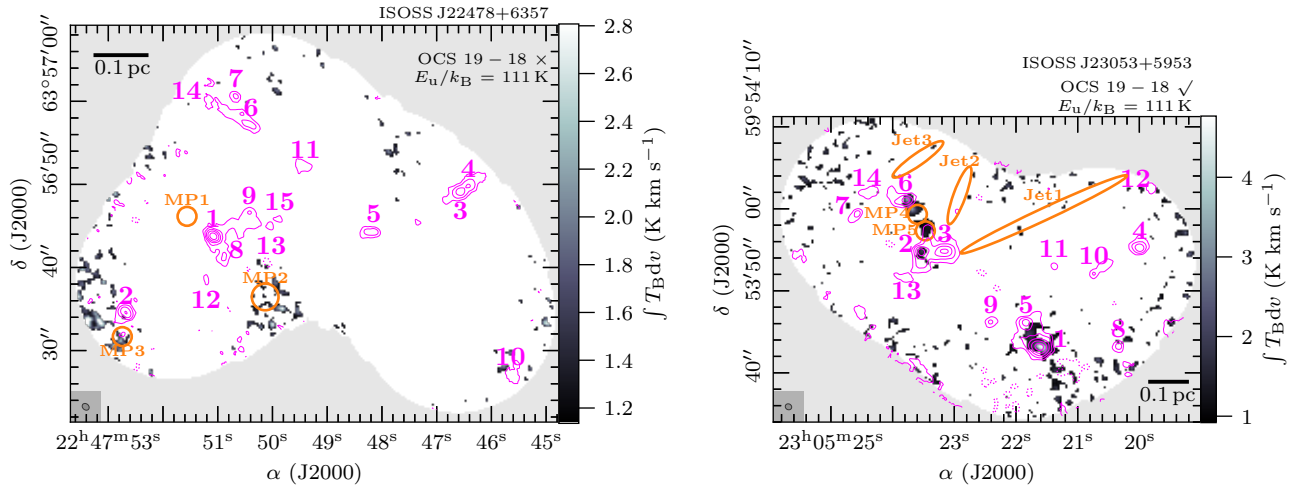 ISOSS J22478+6357
OCS 19 − 18 ×
E_u/k_B = 111 K
0.1 pc
63°57′00″
56′50″
40″
30″
δ (J2000)
22ʰ47ᵐ53ˢ
51ˢ
50ˢ
49ˢ
48ˢ
47ˢ
46ˢ
45ˢ
α (J2000)
14
7
6
11
4
3
MP1
9
15
1
8
5
13
MP2
12
2
MP3
10
2.8
2.6
2.4
2.2
2.0
1.8
1.6
1.4
1.2
∫ T_B dv (K km s⁻¹)
ISOSS J23053+5953
OCS 19 − 18 √
E_u/k_B = 111 K
59°54′10″
00″
53′50″
40″
δ (J2000)
23ʰ05ᵐ25ˢ
23ˢ
22ˢ
21ˢ
20ˢ
α (J2000)
Jet3
Jet2
Jet1
14
6
12
7
MP4
MP5
2
3
4
11
10
13
9
5
1
8
0.1 pc
4
3
2
1
∫ T_B dv (K km s⁻¹)